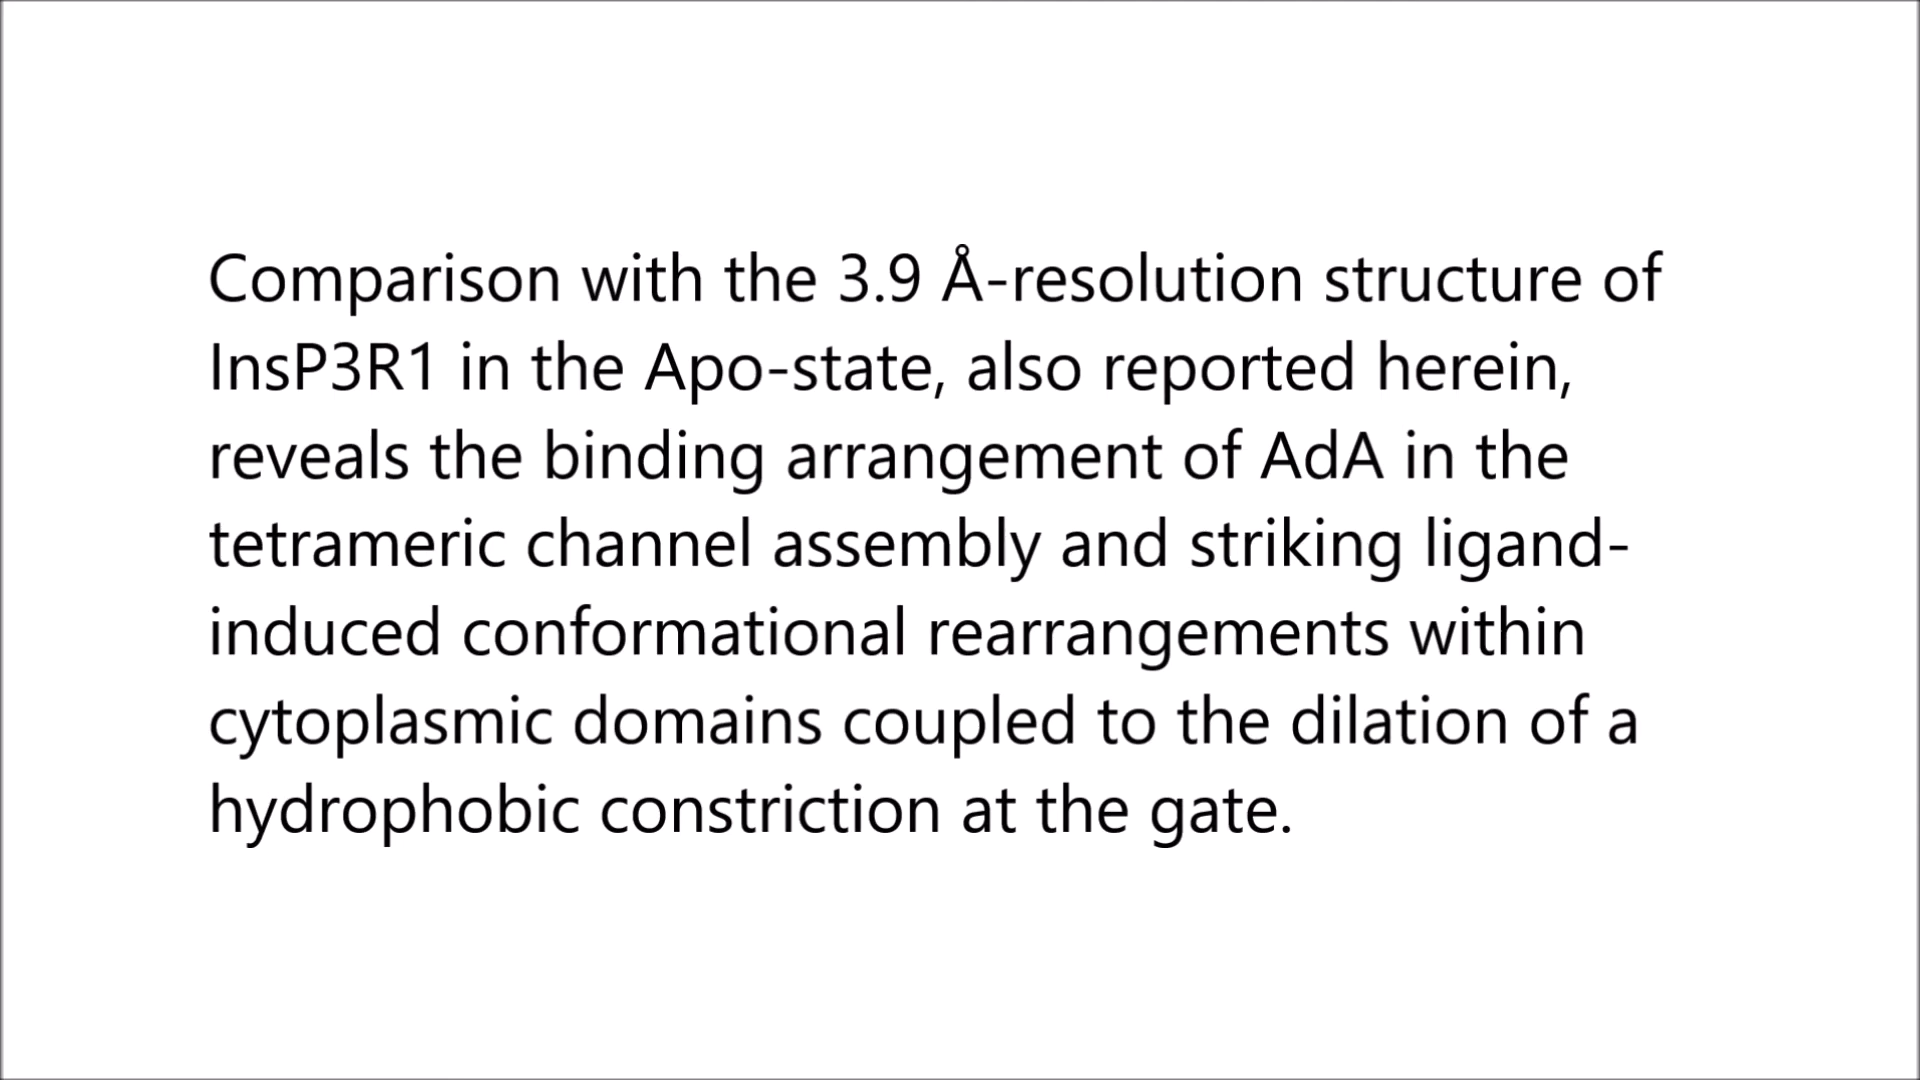 Comparison with the 3.9 Å-resolution structure of
InsP3R1 in the Apo-state, also reported herein,
reveals the binding arrangement of AdA in the
tetrameric channel assembly and striking ligand-
induced conformational rearrangements within
cytoplasmic domains coupled to the dilation of a
hydrophobic constriction at the gate.